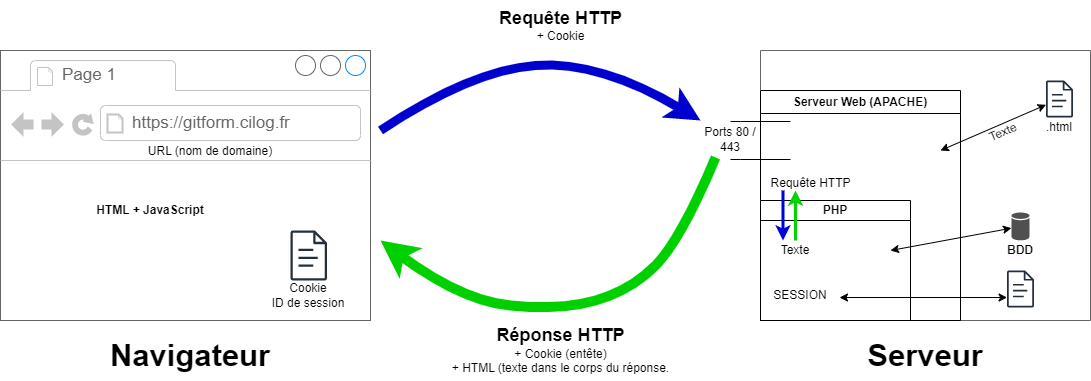 Requête HTTP
+ Cookie
Page 1
https://gitform.cilog.fr
URL (nom de domaine)
HTML + JavaScript
Cookie
ID de session
Navigateur
Réponse HTTP
+ Cookie (entête)
+ HTML (texte dans le corps du réponse.
Ports 80 /
443
Serveur Web (APACHE)
Texte
.html
Requête HTTP
PHP
Texte
BDD
SESSION
Serveur